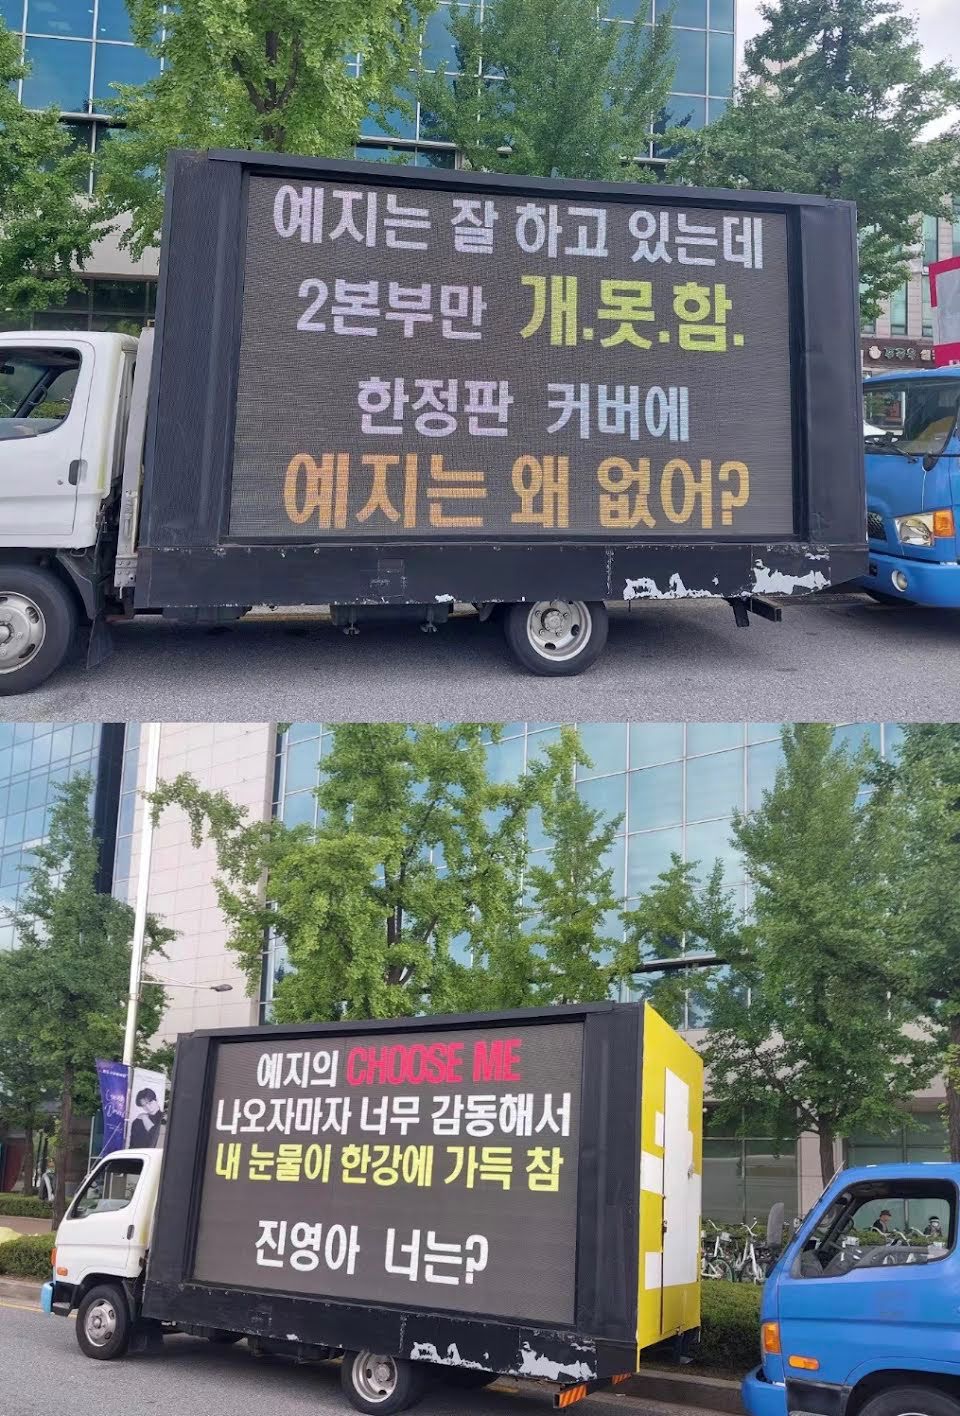 예지는 잘 하고 있는데
2본부만 개.못.함.
한정판 커버에
예지는 왜 없어?
예지의 CHOOSE ME
나오자마자 너무 감동해서
내 눈물이 한강에 가득 참
진영아 너는?